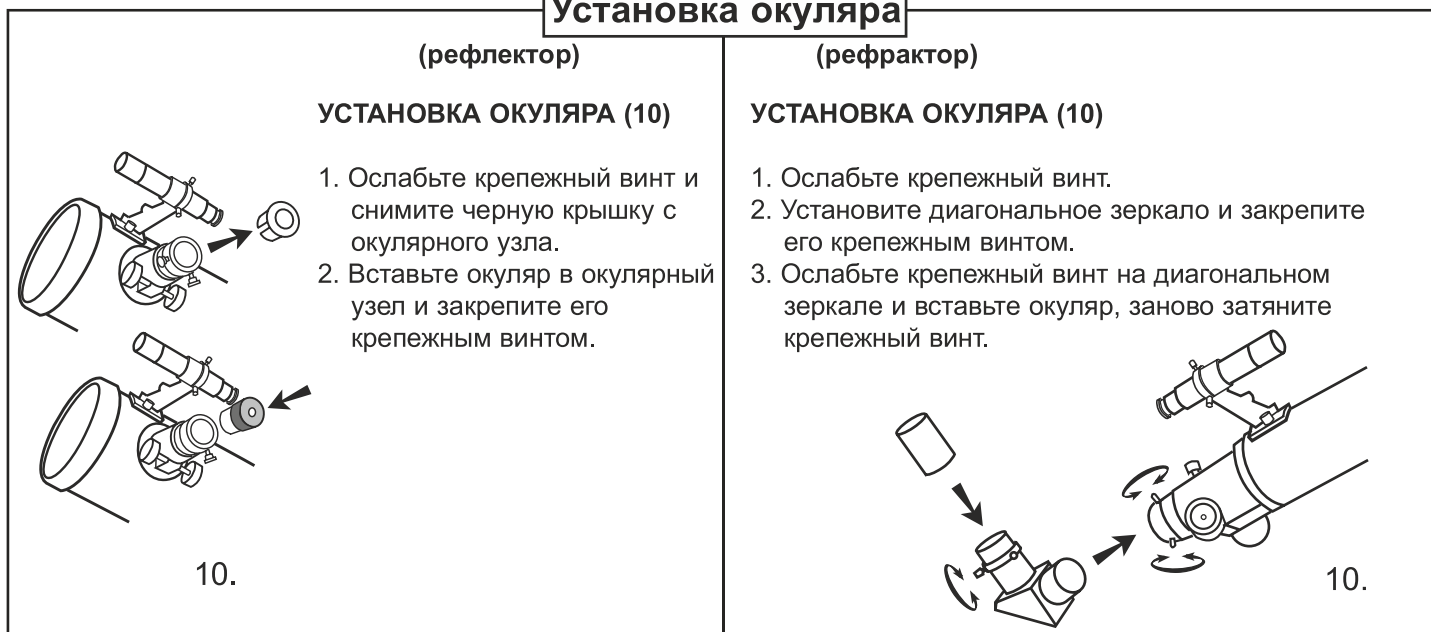 Установка окуляра
(рефлектор)
УСТАНОВКА ОКУЛЯРА (10)
1. Ослабьте крепежный винт и
снимите черную крышку с
окулярного узла.
2. Вставьте окуляр в окулярный
узел и закрепите его
крепежным винтом.
10.
(рефрактор)
УСТАНОВКА ОКУЛЯРА (10)
1. Ослабьте крепежный винт.
2. Установите диагональное зеркало и закрепите
его крепежным винтом.
3. Ослабьте крепежный винт на диагональном
зеркале и вставьте окуляр, заново затяните
крепежный винт.
10.